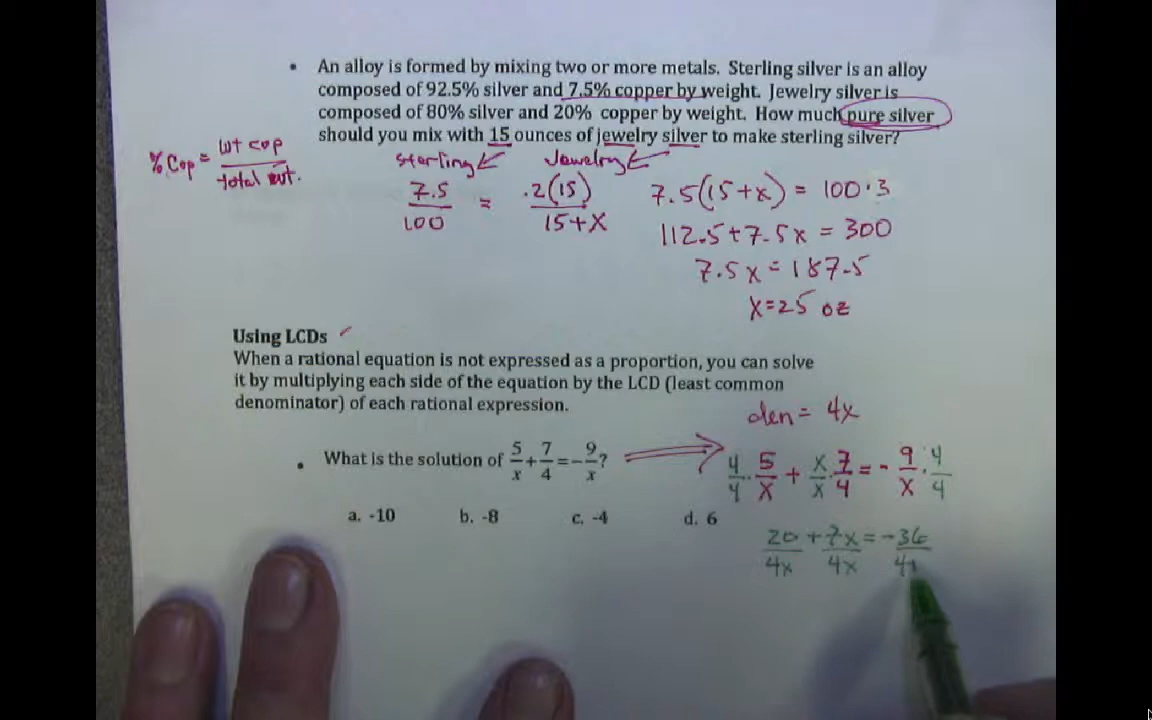 • An alloy is formed by mixing two or more metals. Sterling silver is an alloy
composed of 92.5% silver and 7.5% copper by weight. Jewelry silver is
composed of 80% silver and 20% copper by weight. How much pure silver
should you mix with 15 ounces of jewelry silver to make sterling silver?
% Cop = wt cop / total wt.
sterling Jewelry
7.5/100 = .2(15)/15+x
7.5(15+x) = 100·3
112.5+7.5x = 300
7.5x = 187.5
x=25 oz
Using LCDs
When a rational equation is not expressed as a proportion, you can solve
it by multiplying each side of the equation by the LCD (least common
denominator) of each rational expression.
den = 4x
• What is the solution of 5/x + 7/4 = - 9/x?
4/4 · 5/x + x/x · 7/4 = - 9/x · 4/4
a. -10 b. -8 c. -4 d. 6
20/4x + 7x/4x = -36/4x